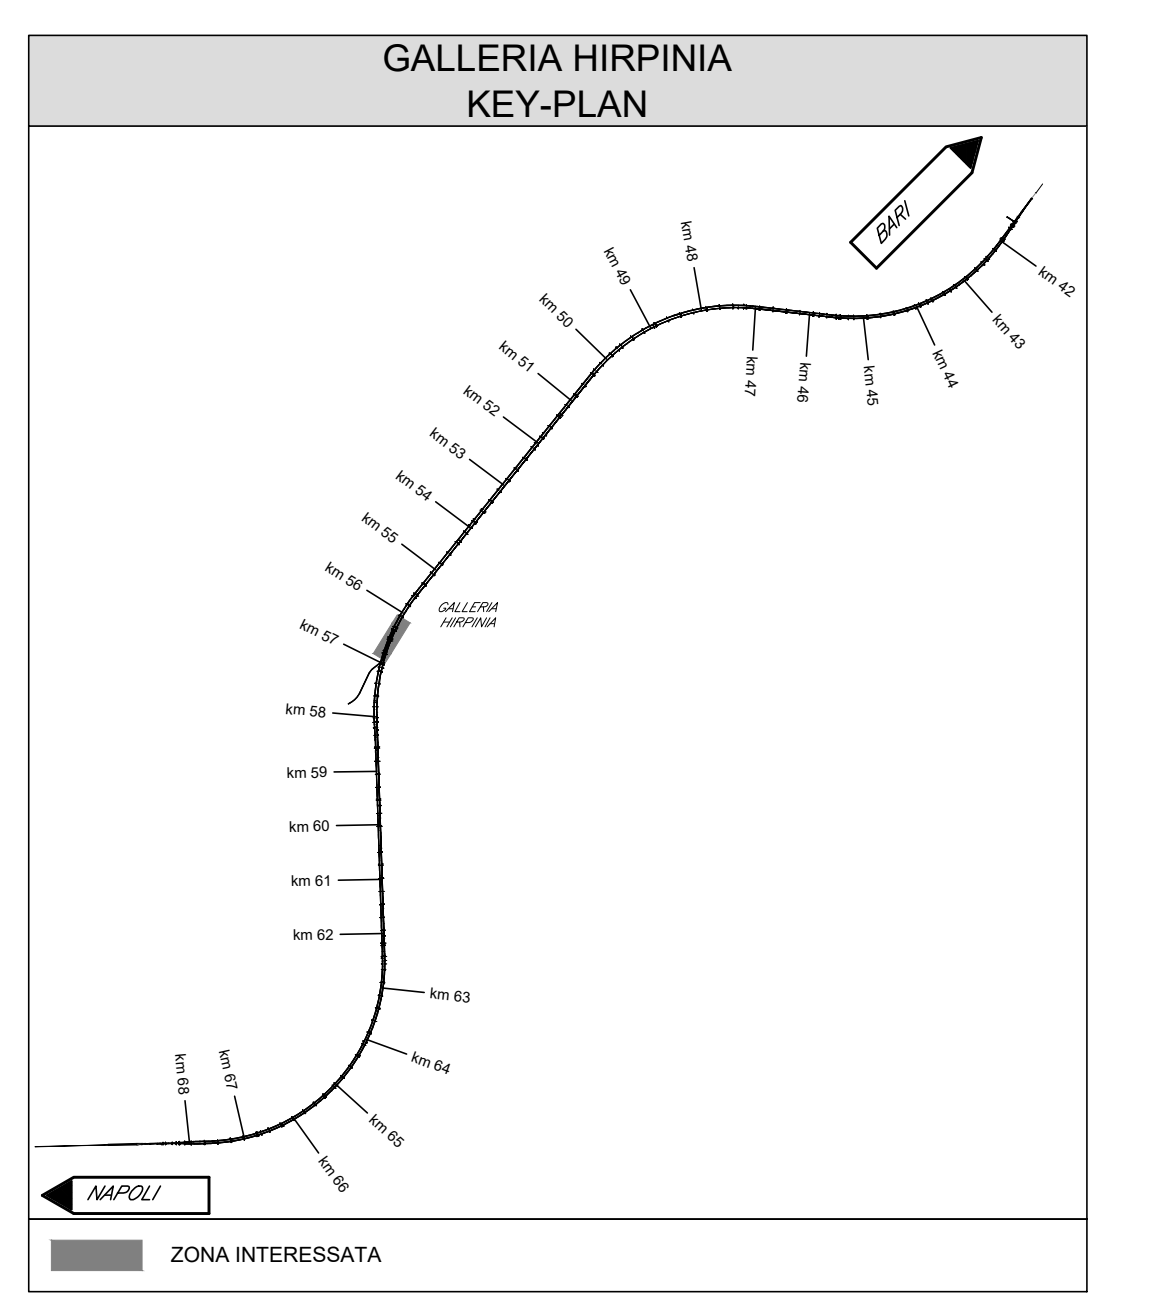 GALLERIA HIRPINIA
KEY-PLAN
BARI
km 42
km 43
km 44
km 45
km 46
km 47
km 48
km 49
km 50
km 51
km 52
km 53
km 54
km 55
km 56
GALLERIA
HIRPINIA
km 57
km 58
km 59
km 60
km 61
km 62
km 63
km 64
km 65
km 66
km 67
km 68
NAPOLI
ZONA INTERESSATA